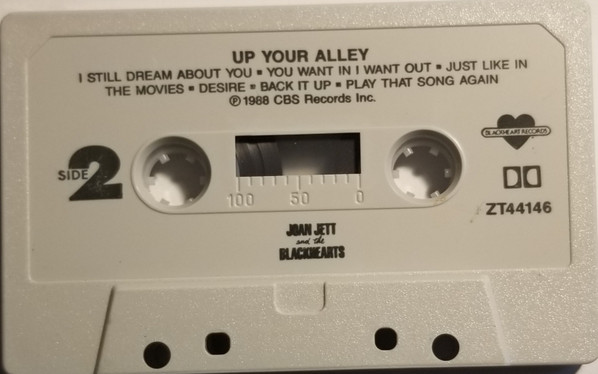 UP YOUR ALLEY
I STILL DREAM ABOUT YOU ▪ YOU WANT IN I WANT OUT ▪ JUST LIKE IN
THE MOVIES ▪ DESIRE ▪ BACK IT UP ▪ PLAY THAT SONG AGAIN
℗ 1988 CBS Records Inc.
BLACKHEART RECORDS
SIDE 2
100 50 0
ZT44146
JOAN JETT
and the
BLACKHEARTS